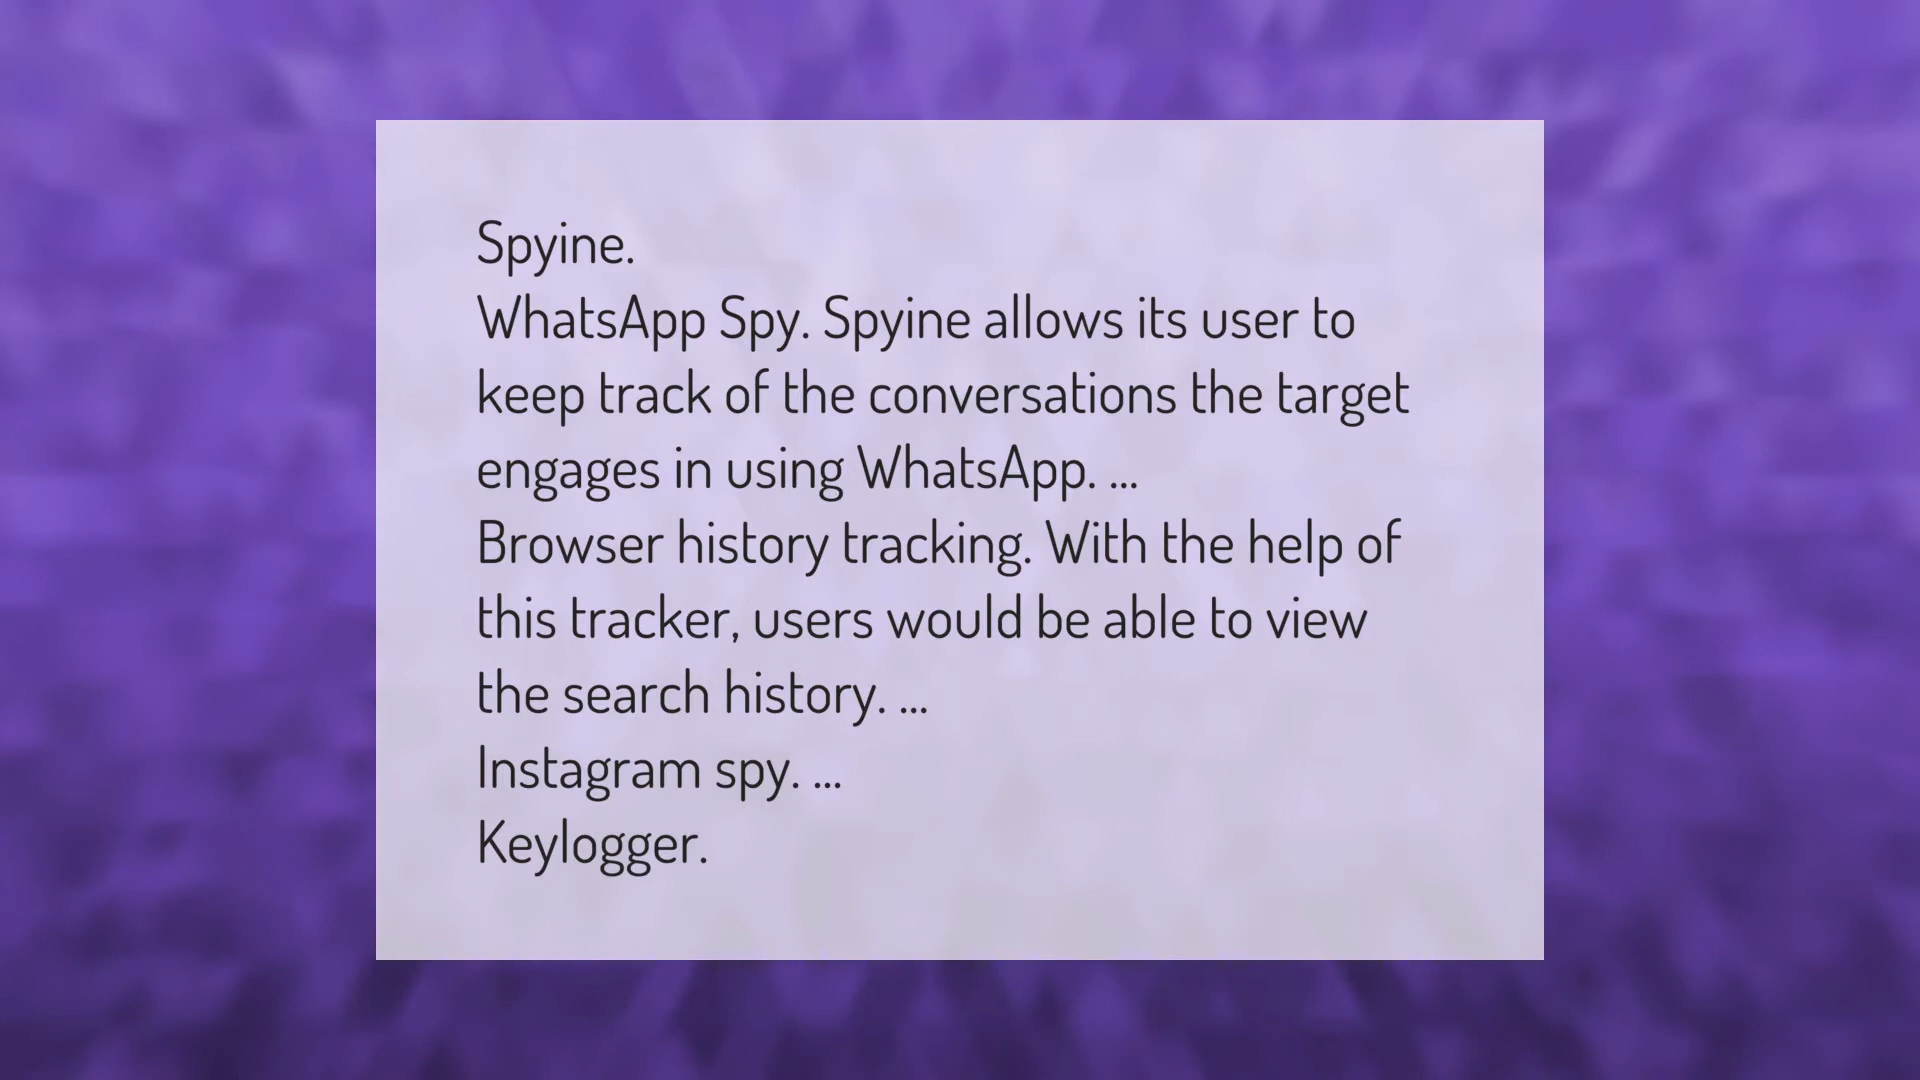 Spyine.
WhatsApp Spy. Spyine allows its user to
keep track of the conversations the target
engages in using WhatsApp. ...
Browser history tracking. With the help of
this tracker, users would be able to view
the search history. ...
Instagram spy. ...
Keylogger.